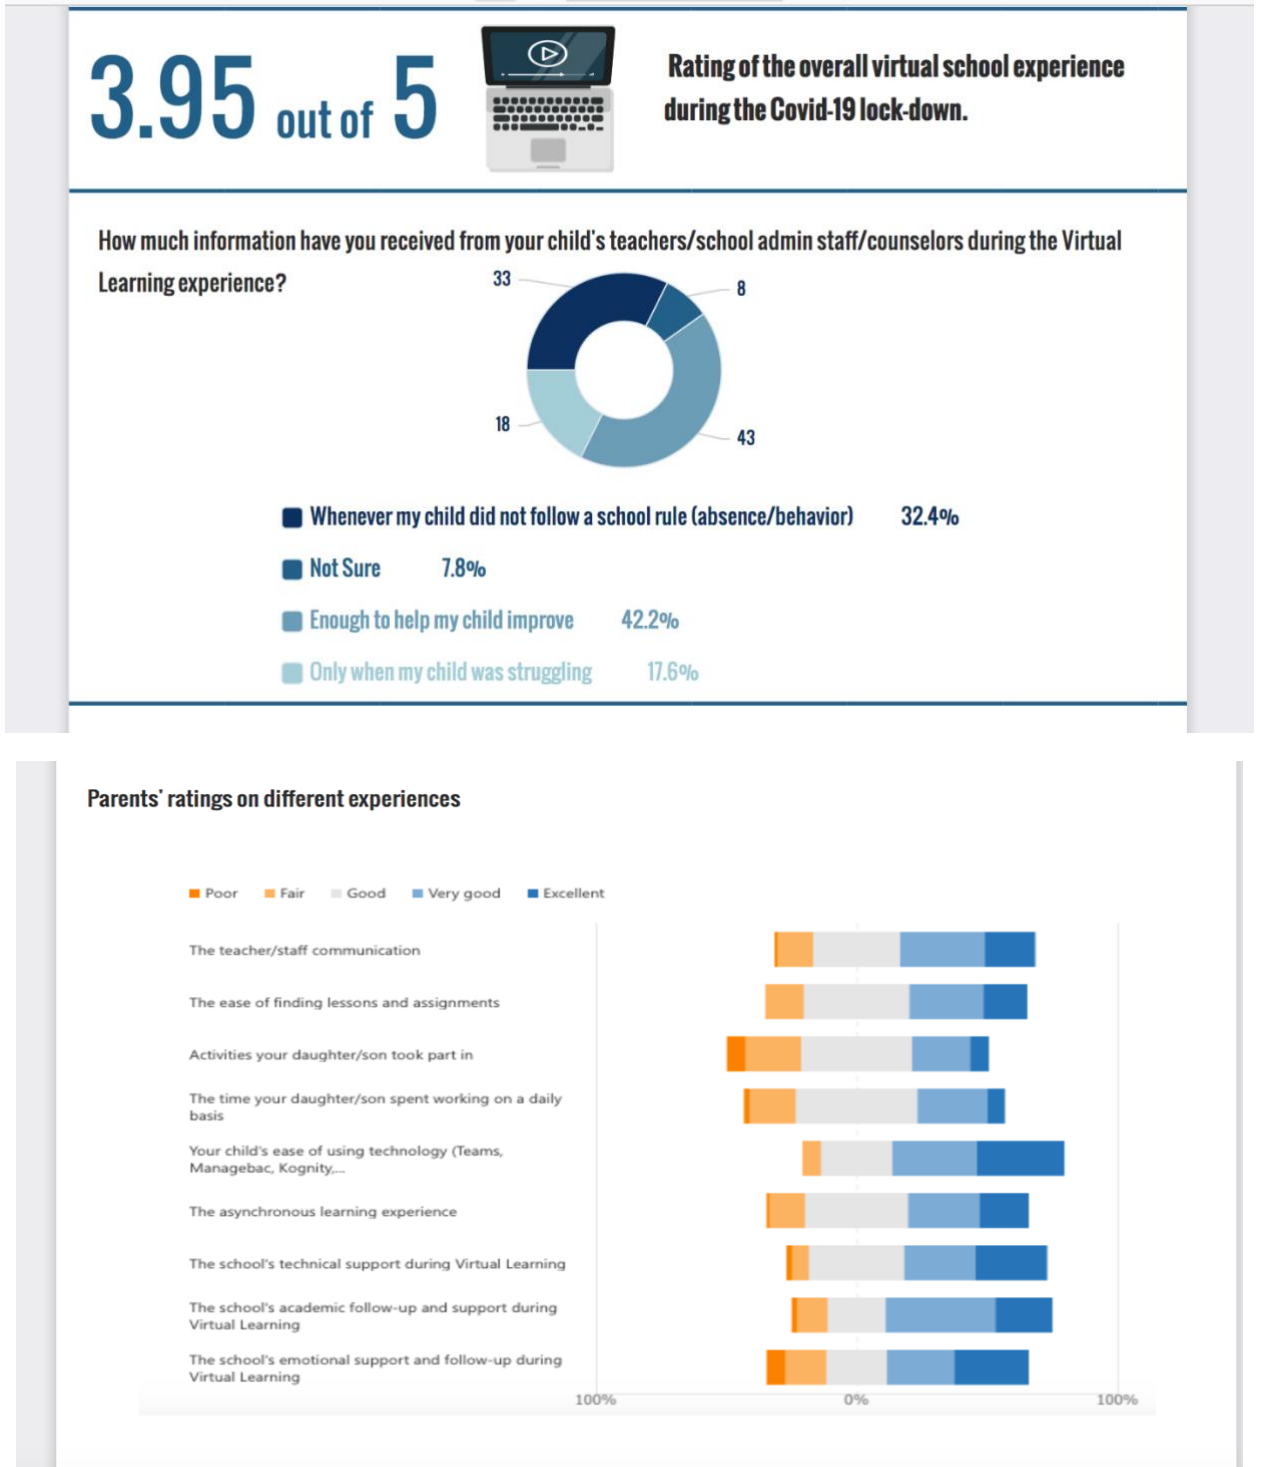 3.95 out of 5
Rating of the overall virtual school experience
during the Covid-19 lock-down.
How much information have you received from your child's teachers/school admin staff/counselors during the Virtual
Learning experience?
33
8
18
43
Whenever my child did not follow a school rule (absence/behavior) 32.4%
Not Sure 7.8%
Enough to help my child improve 42.2%
Only when my child was struggling 17.6%
Parents' ratings on different experiences
Poor Fair Good Very good Excellent
The teacher/staff communication
The ease of finding lessons and assignments
Activities your daughter/son took part in
The time your daughter/son spent working on a daily
basis
Your child's ease of using technology (Teams,
Managebac, Kognity,...
The asynchronous learning experience
The school's technical support during Virtual Learning
The school's academic follow-up and support during
Virtual Learning
The school's emotional support and follow-up during
Virtual Learning
100% 0% 100%